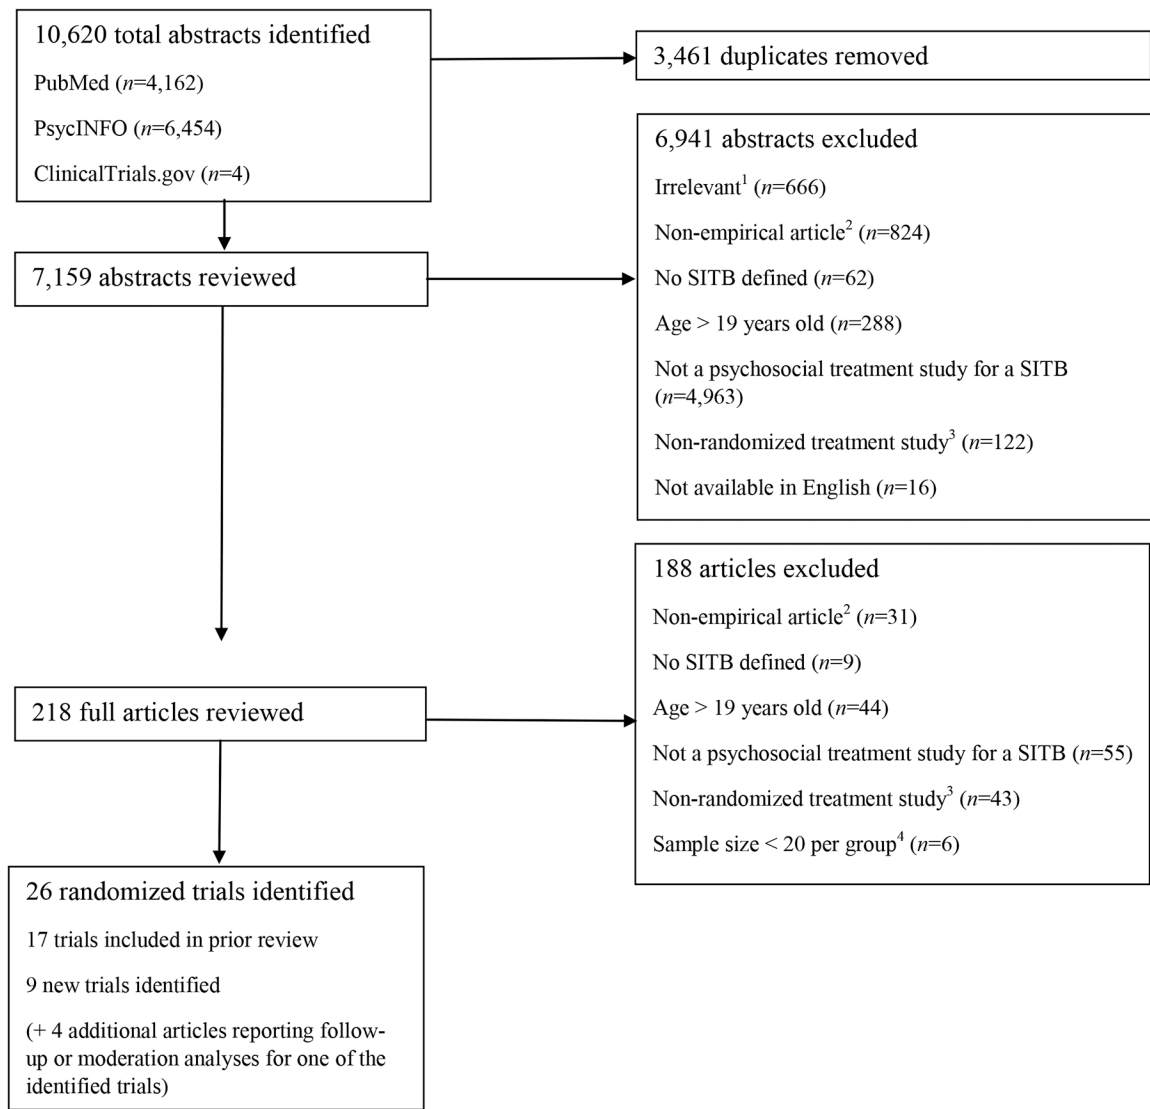 10,620 total abstracts identified
PubMed (n=4,162)
PsycINFO (n=6,454)
ClinicalTrials.gov (n=4)
3,461 duplicates removed
7,159 abstracts reviewed
6,941 abstracts excluded
Irrelevant¹ (n=666)
Non-empirical article² (n=824)
No SITB defined (n=62)
Age > 19 years old (n=288)
Not a psychosocial treatment study for a SITB
(n=4,963)
Non-randomized treatment study³ (n=122)
Not available in English (n=16)
218 full articles reviewed
188 articles excluded
Non-empirical article² (n=31)
No SITB defined (n=9)
Age > 19 years old (n=44)
Not a psychosocial treatment study for a SITB (n=55)
Non-randomized treatment study³ (n=43)
Sample size < 20 per group⁴ (n=6)
26 randomized trials identified
17 trials included in prior review
9 new trials identified
(+ 4 additional articles reporting follow-
up or moderation analyses for one of the
identified trials)